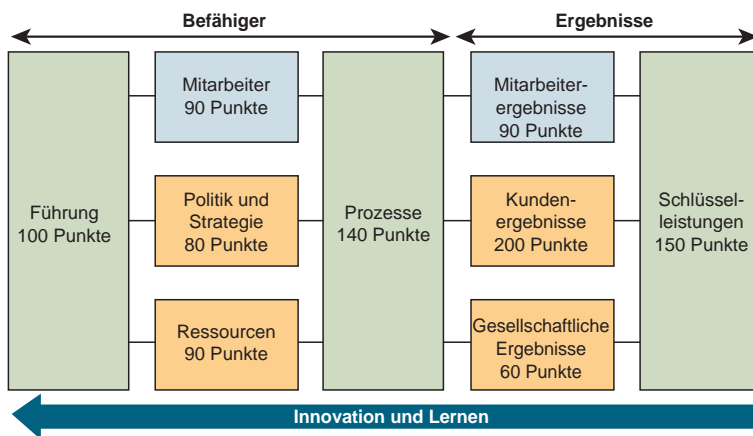 Befähiger
Ergebnisse
Führung
100 Punkte
Mitarbeiter
90 Punkte
Politik und
Strategie
80 Punkte
Ressourcen
90 Punkte
Prozesse
140 Punkte
Mitarbeiter-
ergebnisse
90 Punkte
Kunden-
ergebnisse
200 Punkte
Gesellschaftliche
Ergebnisse
60 Punkte
Schlüssel-
leistungen
150 Punkte
Innovation und Lernen